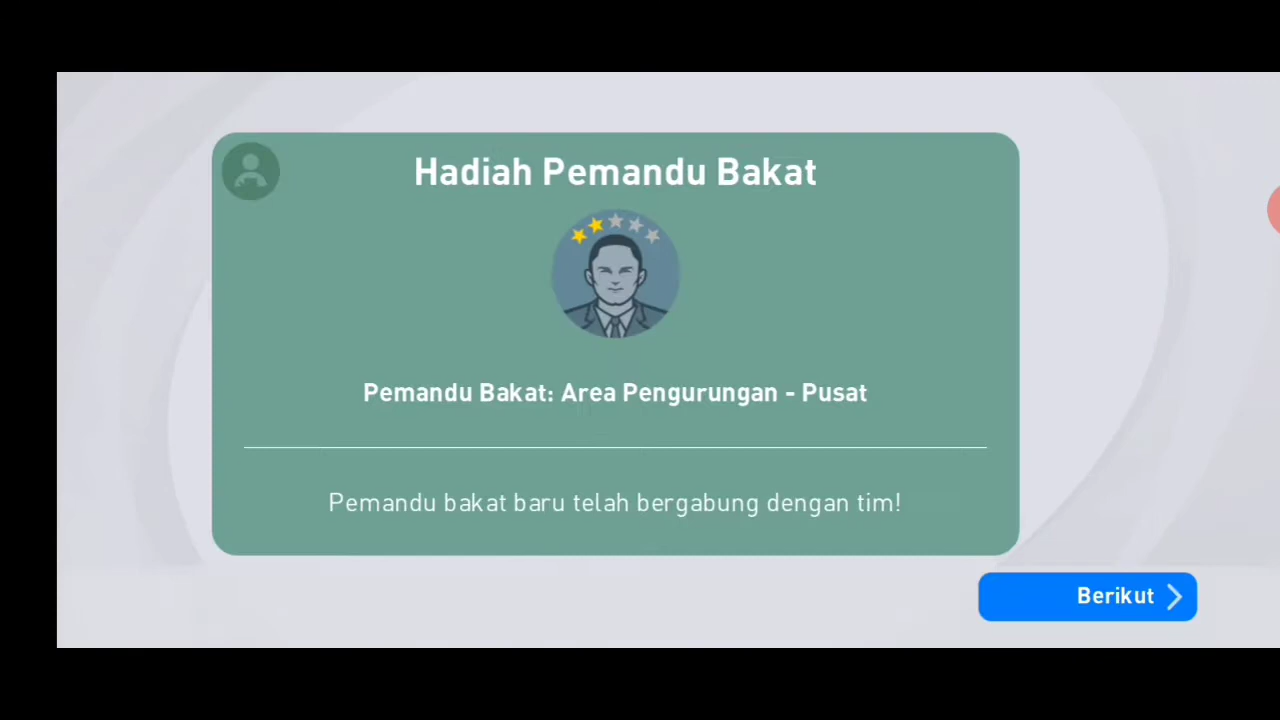 Hadiah Pemandu Bakat
Pemandu Bakat: Area Pengurungan - Pusat
Pemandu bakat baru telah bergabung dengan tim!
Berikut